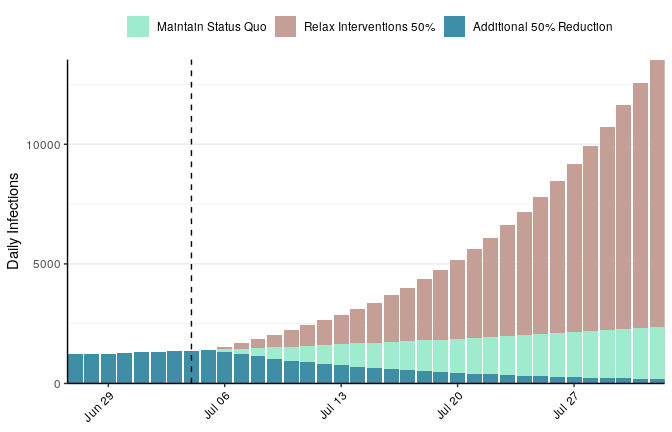 Maintain Status Quo Relax Interventions 50% Additional 50% Reduction
Daily Infections
10000
5000
0
Jun 29 Jul 06 Jul 13 Jul 20 Jul 27